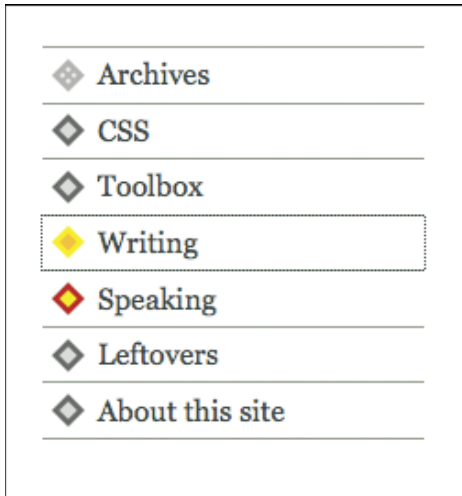 Archives
CSS
Toolbox
Writing
Speaking
Leftovers
About this site